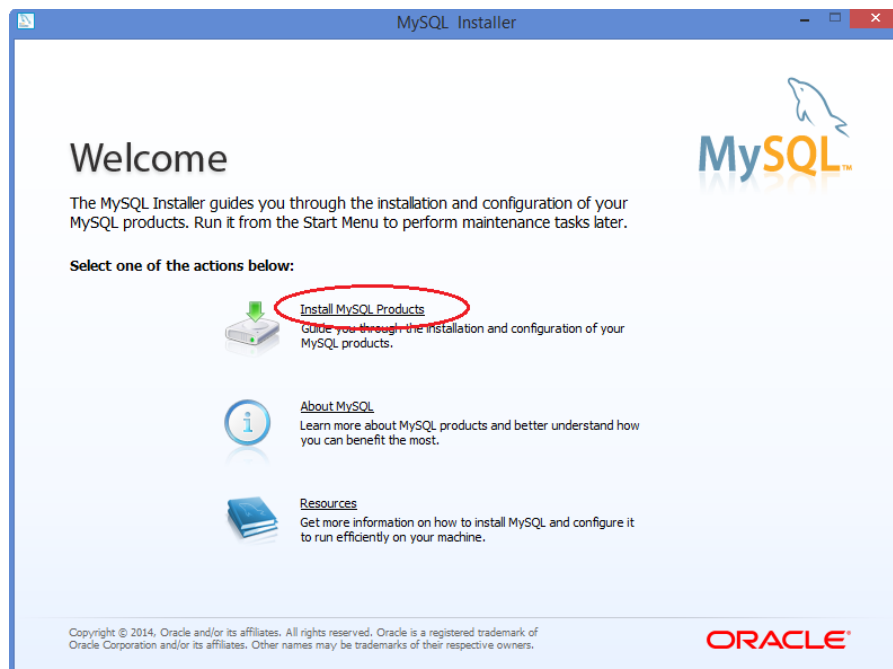 MySQL Installer
MySQL™
Welcome
The MySQL Installer guides you through the installation and configuration of your
MySQL products. Run it from the Start Menu to perform maintenance tasks later.
Select one of the actions below:
Install MySQL Products
Guide you through the installation and configuration of your
MySQL products.
About MySQL
Learn more about MySQL products and better understand how
you can benefit the most.
Resources
Get more information on how to install MySQL and configure it
to run efficiently on your machine.
Copyright © 2014, Oracle and/or its affiliates. All rights reserved. Oracle is a registered trademark of
Oracle Corporation and/or its affiliates. Other names may be trademarks of their respective owners.
ORACLE®